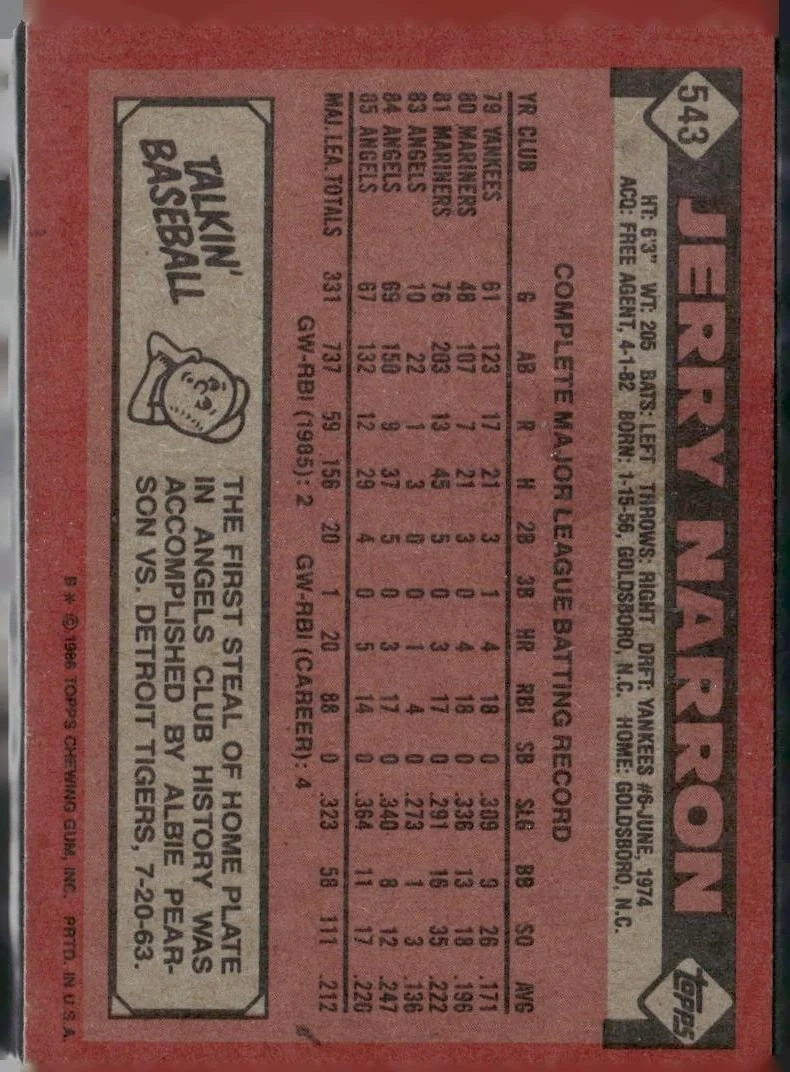 543
JERRY NARRON
TOPPS
HT: 6'3" WT: 205 BATS: LEFT THROWS: RIGHT DRFT: YANKEES #6-JUNE, 1974
ACQ: FREE AGENT, 4-1-82 BORN: 1-15-56, GOLDSBORO, N.C. HOME: GOLDSBORO, N.C.
COMPLETE MAJOR LEAGUE BATTING RECORD
YR CLUB G AB R H 2B 3B HR RBI SB SLG BB SO AVG
79 YANKEES 61 123 17 21 3 1 4 18 0 .309 9 26 .171
80 MARINERS 48 107 7 21 3 0 4 18 0 .336 13 18 .196
81 MARINERS 76 203 13 45 5 0 3 17 0 .291 16 35 .222
83 ANGELS 10 22 1 3 0 0 1 4 0 .273 1 3 .136
84 ANGELS 69 150 9 37 5 0 3 17 0 .340 8 12 .247
85 ANGELS 67 132 12 29 4 0 5 14 0 .364 11 17 .220
MAJ. LEA. TOTALS 331 737 59 156 20 1 20 88 0 .323 58 111 .212
GW-RBI (1985): 2 GW-RBI (CAREER): 4
TALKIN'
BASEBALL
THE FIRST STEAL OF HOME PLATE
IN ANGELS CLUB HISTORY WAS
ACCOMPLISHED BY ALBIE PEAR-
SON VS. DETROIT TIGERS, 7-20-63.
B* © 1986 TOPPS CHEWING GUM, INC. PRTD. IN U.S.A.